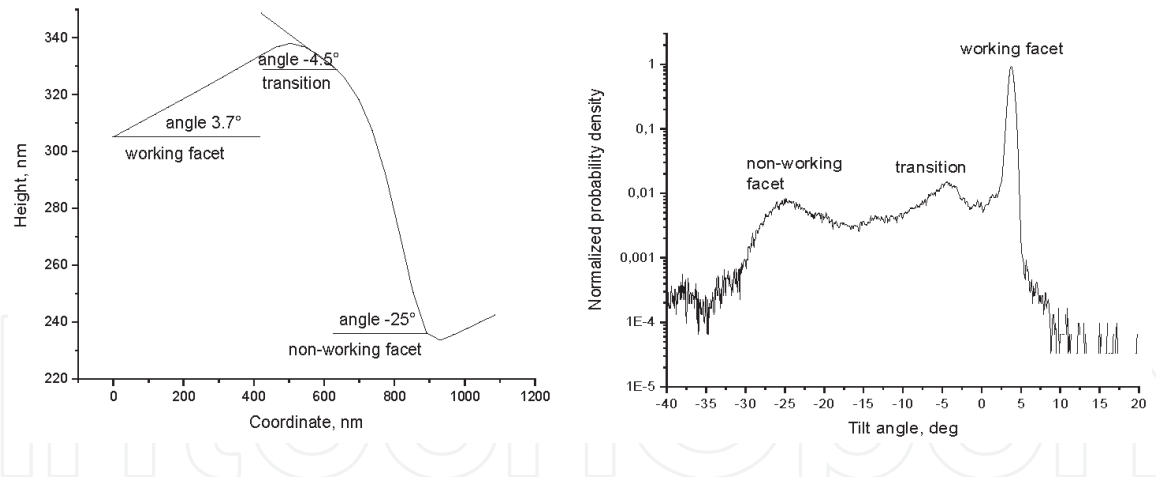 340
320
300
280
260
240
220
Height, nm
angle -4.5°
transition
angle 3.7°
working facet
angle -25°
non-working facet
0
200
400
600
800
1000
1200
Coordinate, nm
1
0,1
0,01
0,001
1E-4
1E-5
Normalized probability density
working facet
non-working
facet
transition
-40
-35
-30
-25
-20
-15
-10
-5
0
5
10
15
20
Tilt angle, deg